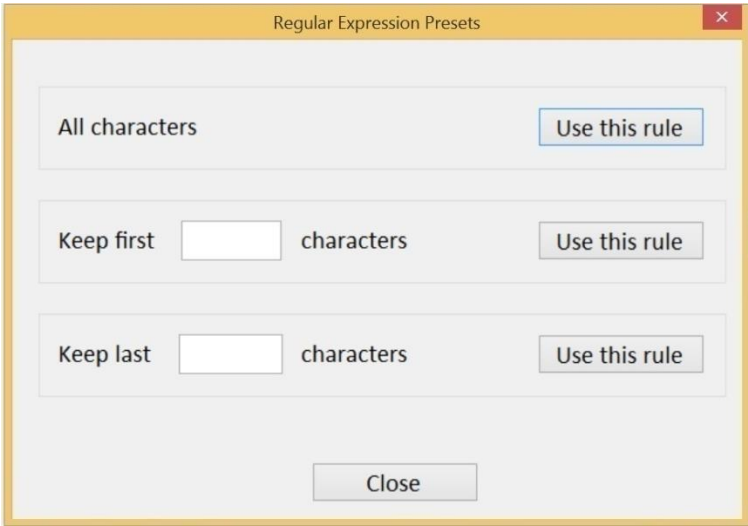 Regular Expression Presets
All characters Use this rule
Keep first characters Use this rule
Keep last characters Use this rule
Close